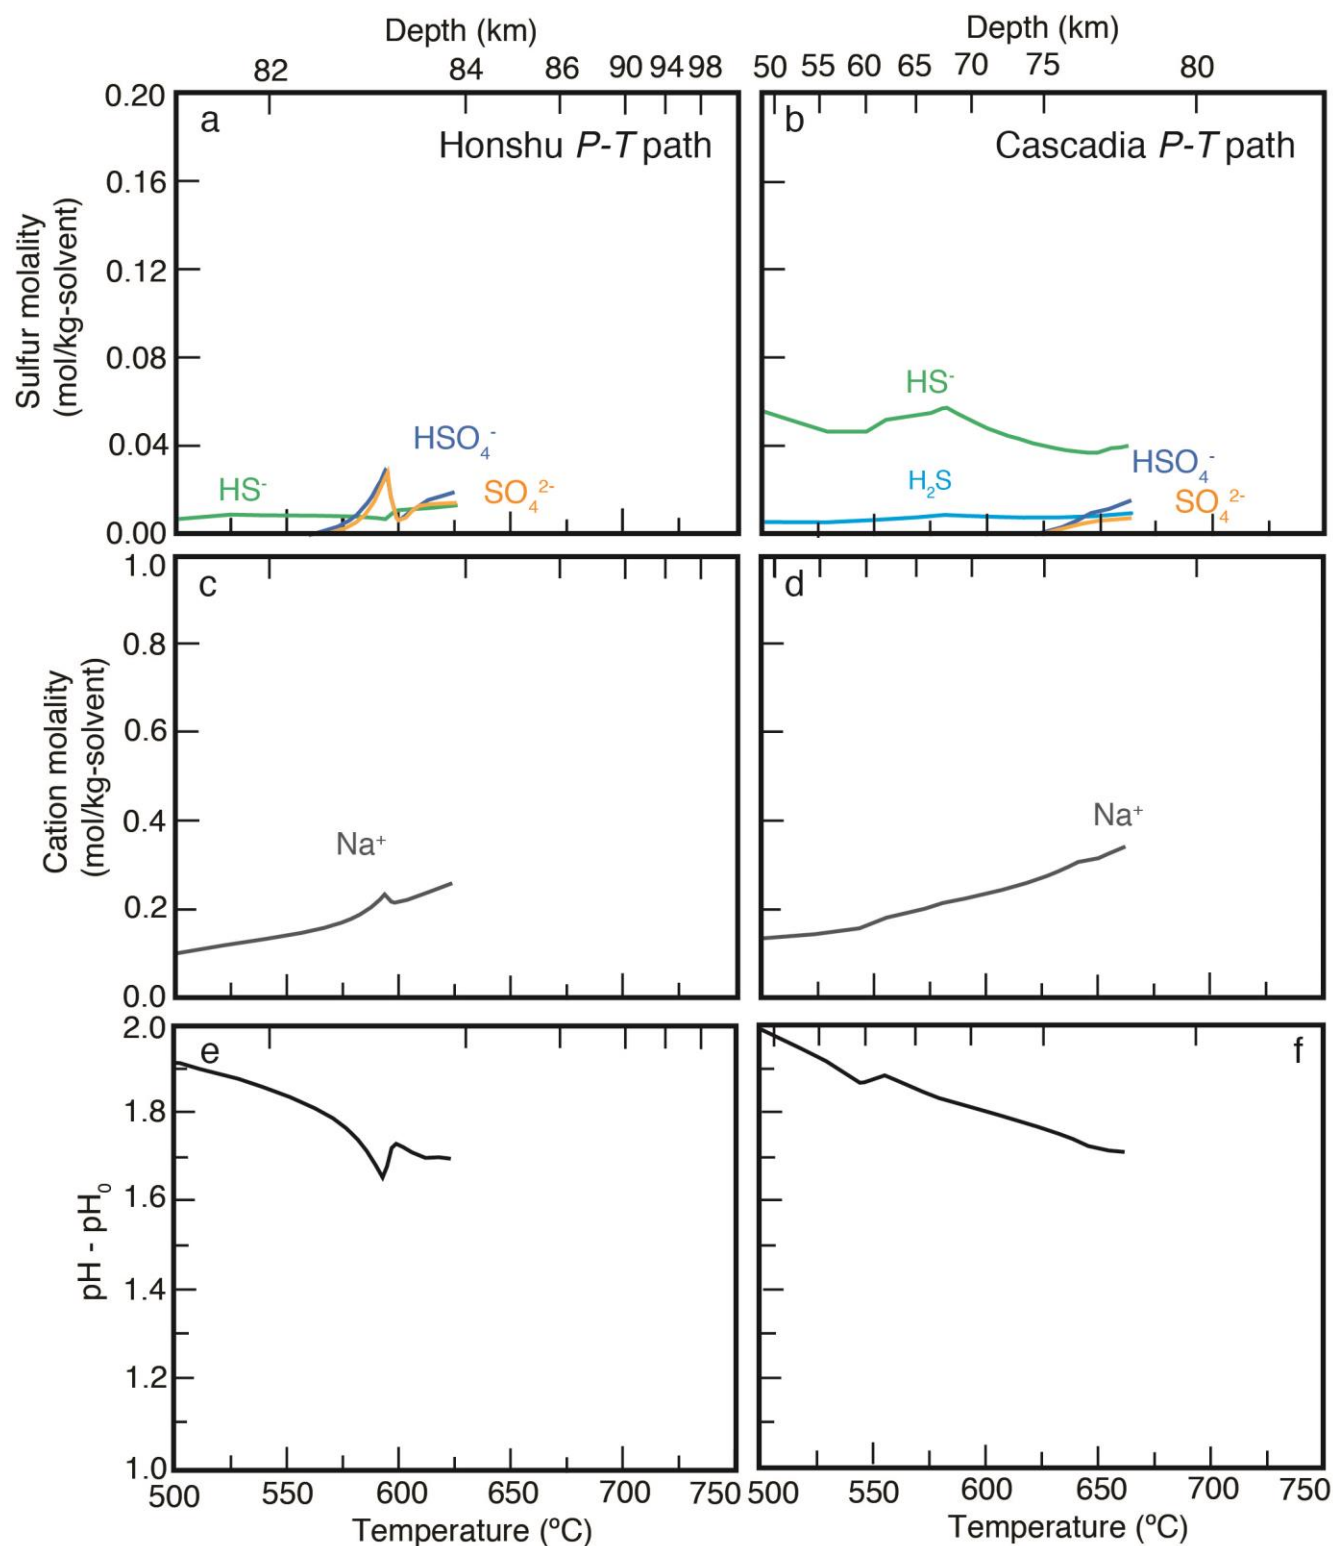 Depth (km)
82 84 86 90 94 98
Depth (km)
50 55 60 65 70 75 80
a
Honshu P-T path
b
Cascadia P-T path
Sulfur molality
(mol/kg-solvent)
0.20
0.16
0.12
0.08
0.04
0.00
HS⁻
HSO₄⁻
SO₄²⁻
HS⁻
H₂S
HSO₄⁻
SO₄²⁻
c
d
Cation molality
(mol/kg-solvent)
1.0
0.8
0.6
0.4
0.2
0.0
Na⁺
Na⁺
e
f
pH - pH₀
2.0
1.8
1.6
1.4
1.2
1.0
500 550 600 650 700 750
Temperature (ºC)
500 550 600 650 700 750
Temperature (ºC)